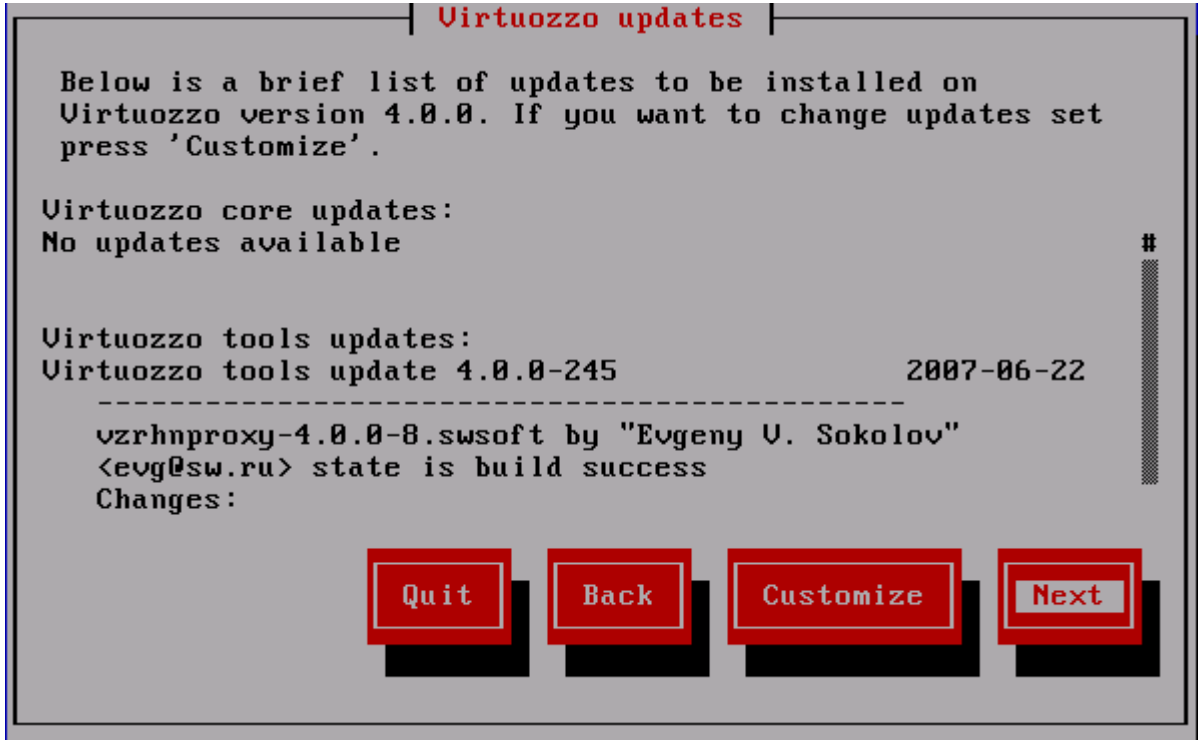 Virtuozzo updates
Below is a brief list of updates to be installed on
Virtuozzo version 4.0.0. If you want to change updates set
press 'Customize'.
Virtuozzo core updates:
No updates available #
Virtuozzo tools updates:
Virtuozzo tools update 4.0.0-245 2007-06-22
---------------------------------------------
vzrhnproxy-4.0.0-8.swsoft by "Evgeny V. Sokolov"
<evg@sw.ru> state is build success
Changes:
Quit Back Customize Next